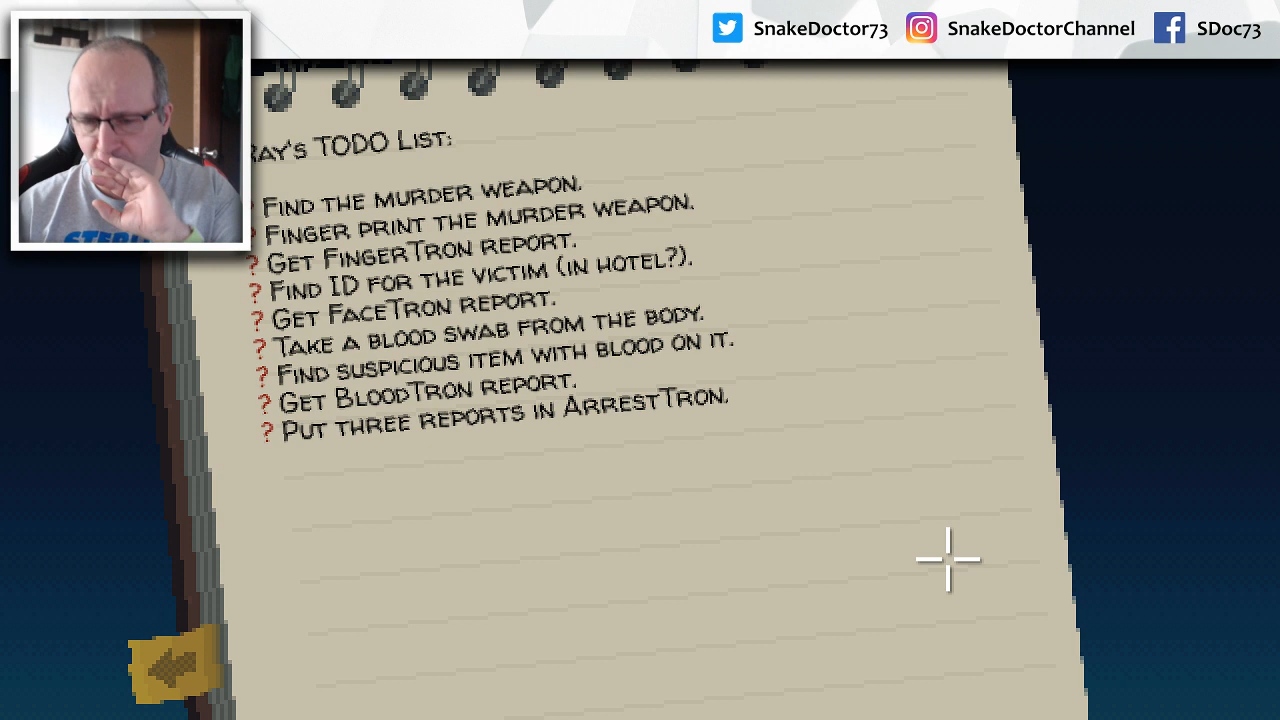 SnakeDoctor73 SnakeDoctorChannel SDoc73
Ray's TODO List:
? Find the murder weapon.
? Finger print the murder weapon.
? Get FingerTron report.
? Find ID for the victim (in hotel?).
? Get FaceTron report.
? Take a blood swab from the body.
? Find suspicious item with blood on it.
? Get BloodTron report.
? Put three reports in ArrestTron.